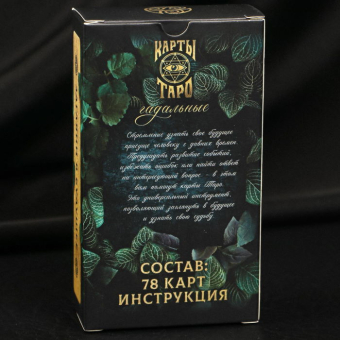 КАРТЫ
ТАРО
гадальные
Стремление узнать свое будущее
присуще человеку с давних времен.
Предугадать развитие событий,
избежать ошибок или найти ответ
на интересующий вопрос - в этом
вам помогут карты Таро.
Это универсальный инструмент,
позволяющий заглянуть в будущее
и узнать свою судьбу.
СОСТАВ:
78 КАРТ
ИНСТРУКЦИЯ